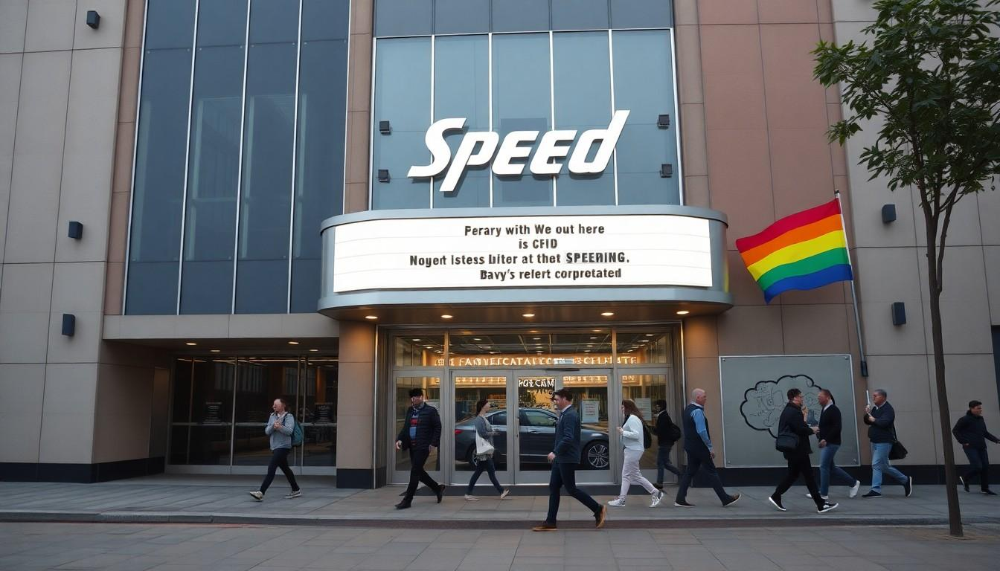 Speed
Perary with We out here
is CFID
Noyert Istess biter at thet SPEERING.
Bavy's relert corpretated